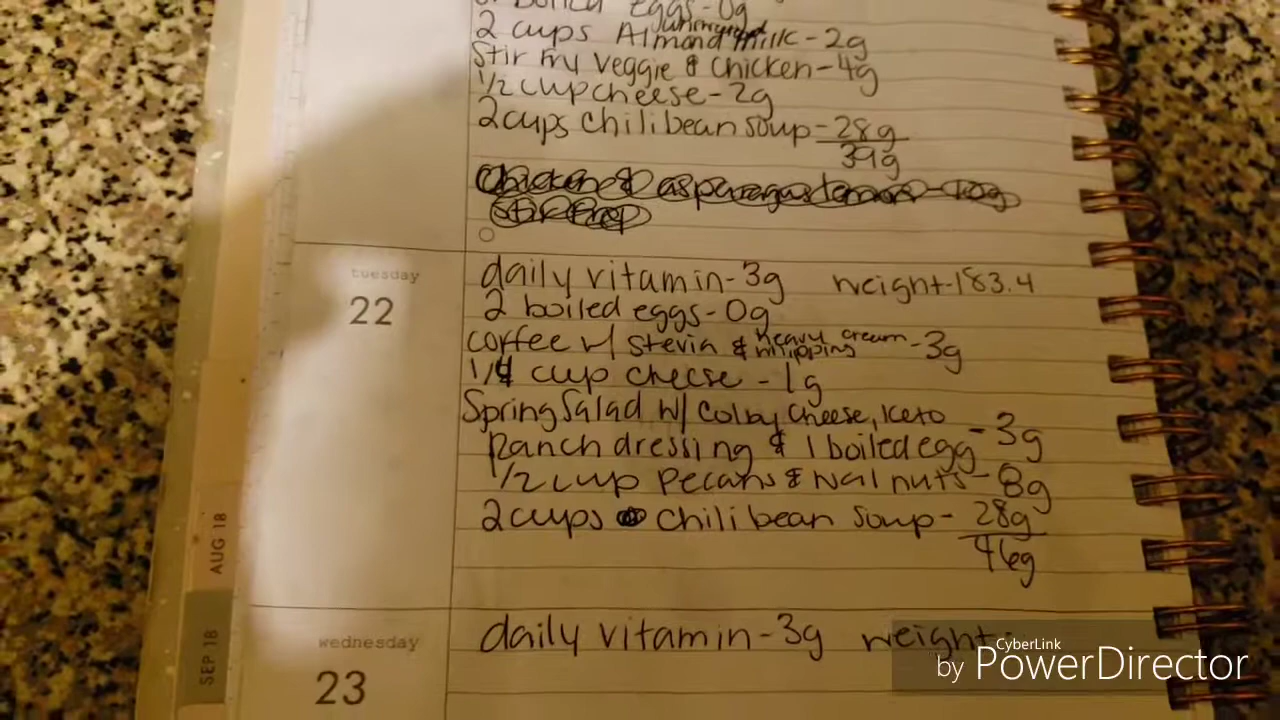 boiled eggs-0g
2 cups Almond milk-2g
Stir fry veggie & chicken-4g
1/2 cup cheese-2g
2 cups chili bean soup-28g
39g
tuesday
22
daily vitamin-3g weight-183.4
2 boiled eggs-0g
coffee w/ stevia & heavy whipping cream-3g
1/4 cup cheese-1g
Spring Salad w/ Colby cheese, keto
Ranch dressing & 1 boiled egg-3g
1/2 cup Pecans & walnuts-8g
2 cups chili bean soup-28g
46g
AUG 18
SEP 18
wednesday
23
daily vitamin-3g weight-
CyberLink
by PowerDirector